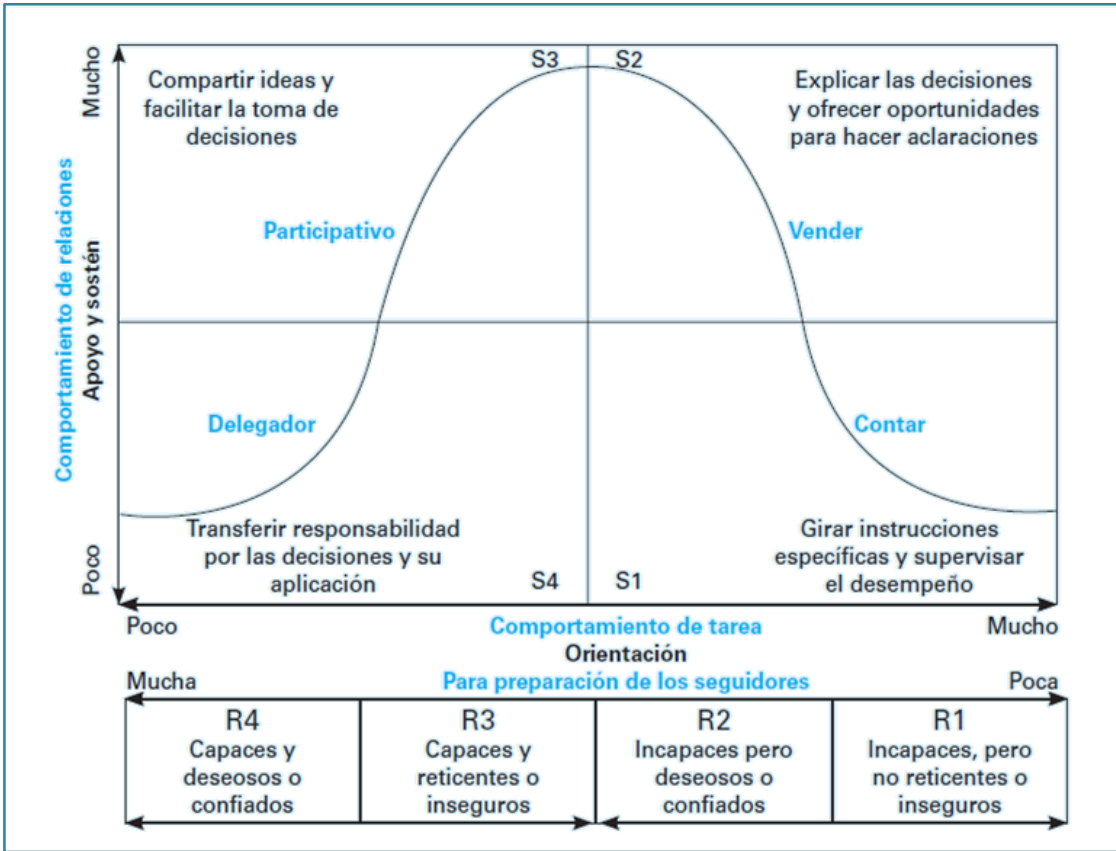 Mucho
Compartir ideas y
facilitar la toma de
decisiones
S3
S2
Explicar las decisiones
y ofrecer oportunidades
para hacer aclaraciones
Comportamiento de relaciones
Apoyo y sostén
Participativo
Vender
Delegador
Contar
Poco
Transferir responsabilidad
por las decisiones y su
aplicación
S4
S1
Girar instrucciones
específicas y supervisar
el desempeño
Poco
Comportamiento de tarea
Mucho
Orientación
Mucha
Para preparación de los seguidores
Poca
R4
Capaces y
deseosos o
confiados
R3
Capaces y
reticentes o
inseguros
R2
Incapaces pero
deseosos o
confiados
R1
Incapaces, pero
no reticentes o
inseguros